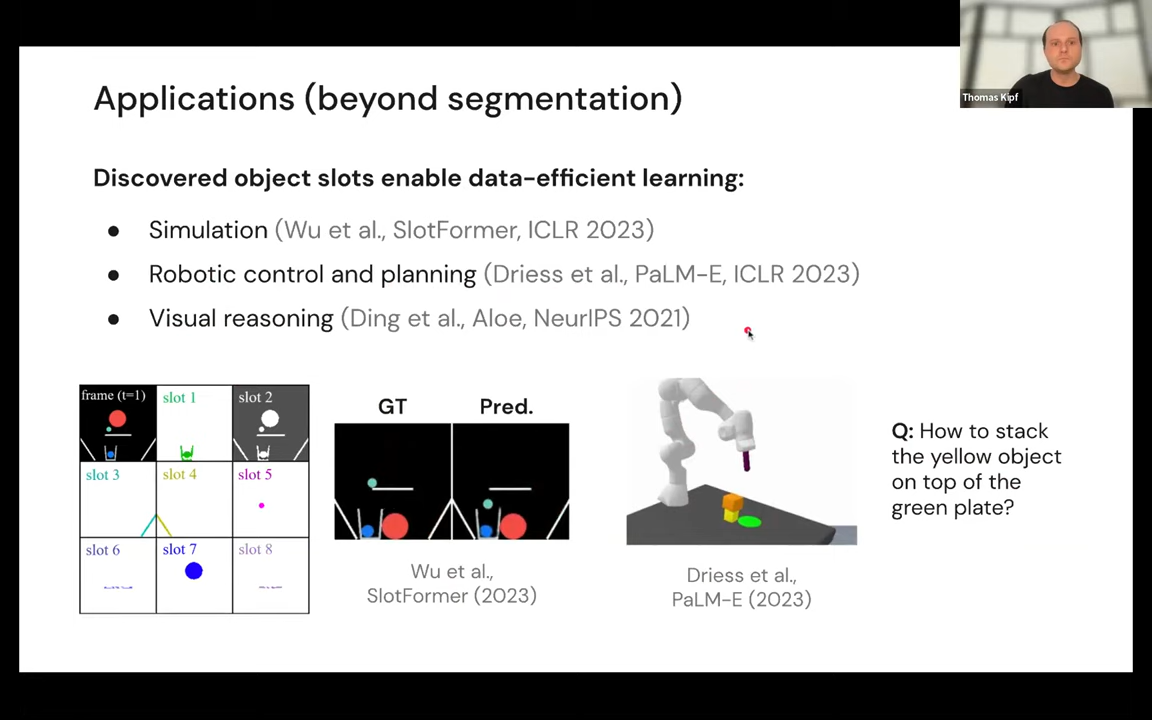 Thomas Kipf
Applications (beyond segmentation)
Discovered object slots enable data-efficient learning:
● Simulation (Wu et al., SlotFormer, ICLR 2023)
● Robotic control and planning (Driess et al., PaLM-E, ICLR 2023)
● Visual reasoning (Ding et al., Aloe, NeurIPS 2021)
frame (t=1) slot 1 slot 2
slot 3 slot 4 slot 5
slot 6 slot 7 slot 8
GT Pred.
Wu et al.,
SlotFormer (2023)
Driess et al.,
PaLM-E (2023)
Q: How to stack
the yellow object
on top of the
green plate?